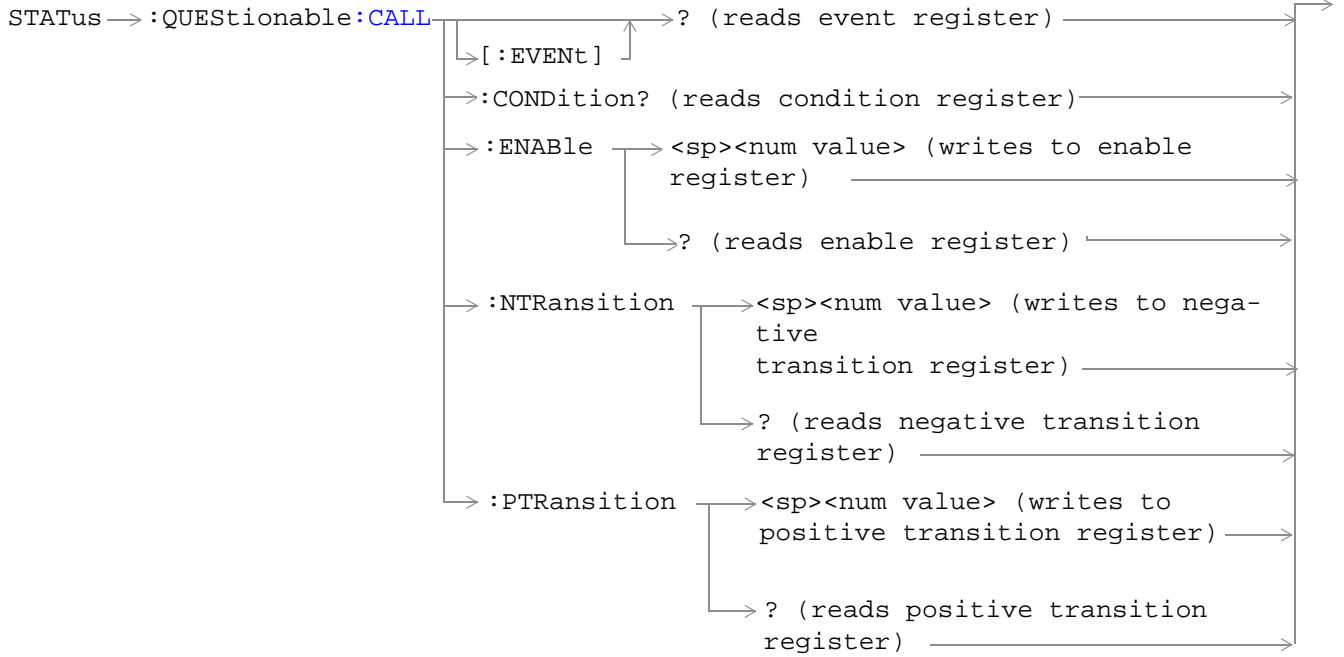 STATus :QUEStionable:CALL ? (reads event register)
[:EVENt]
:CONDition? (reads condition register)
:ENABle <sp><num value> (writes to enable
register)
? (reads enable register)
:NTRansition <sp><num value> (writes to nega-
tive
transition register)
? (reads negative transition
register)
:PTRansition <sp><num value> (writes to
positive transition register)
? (reads positive transition
register)